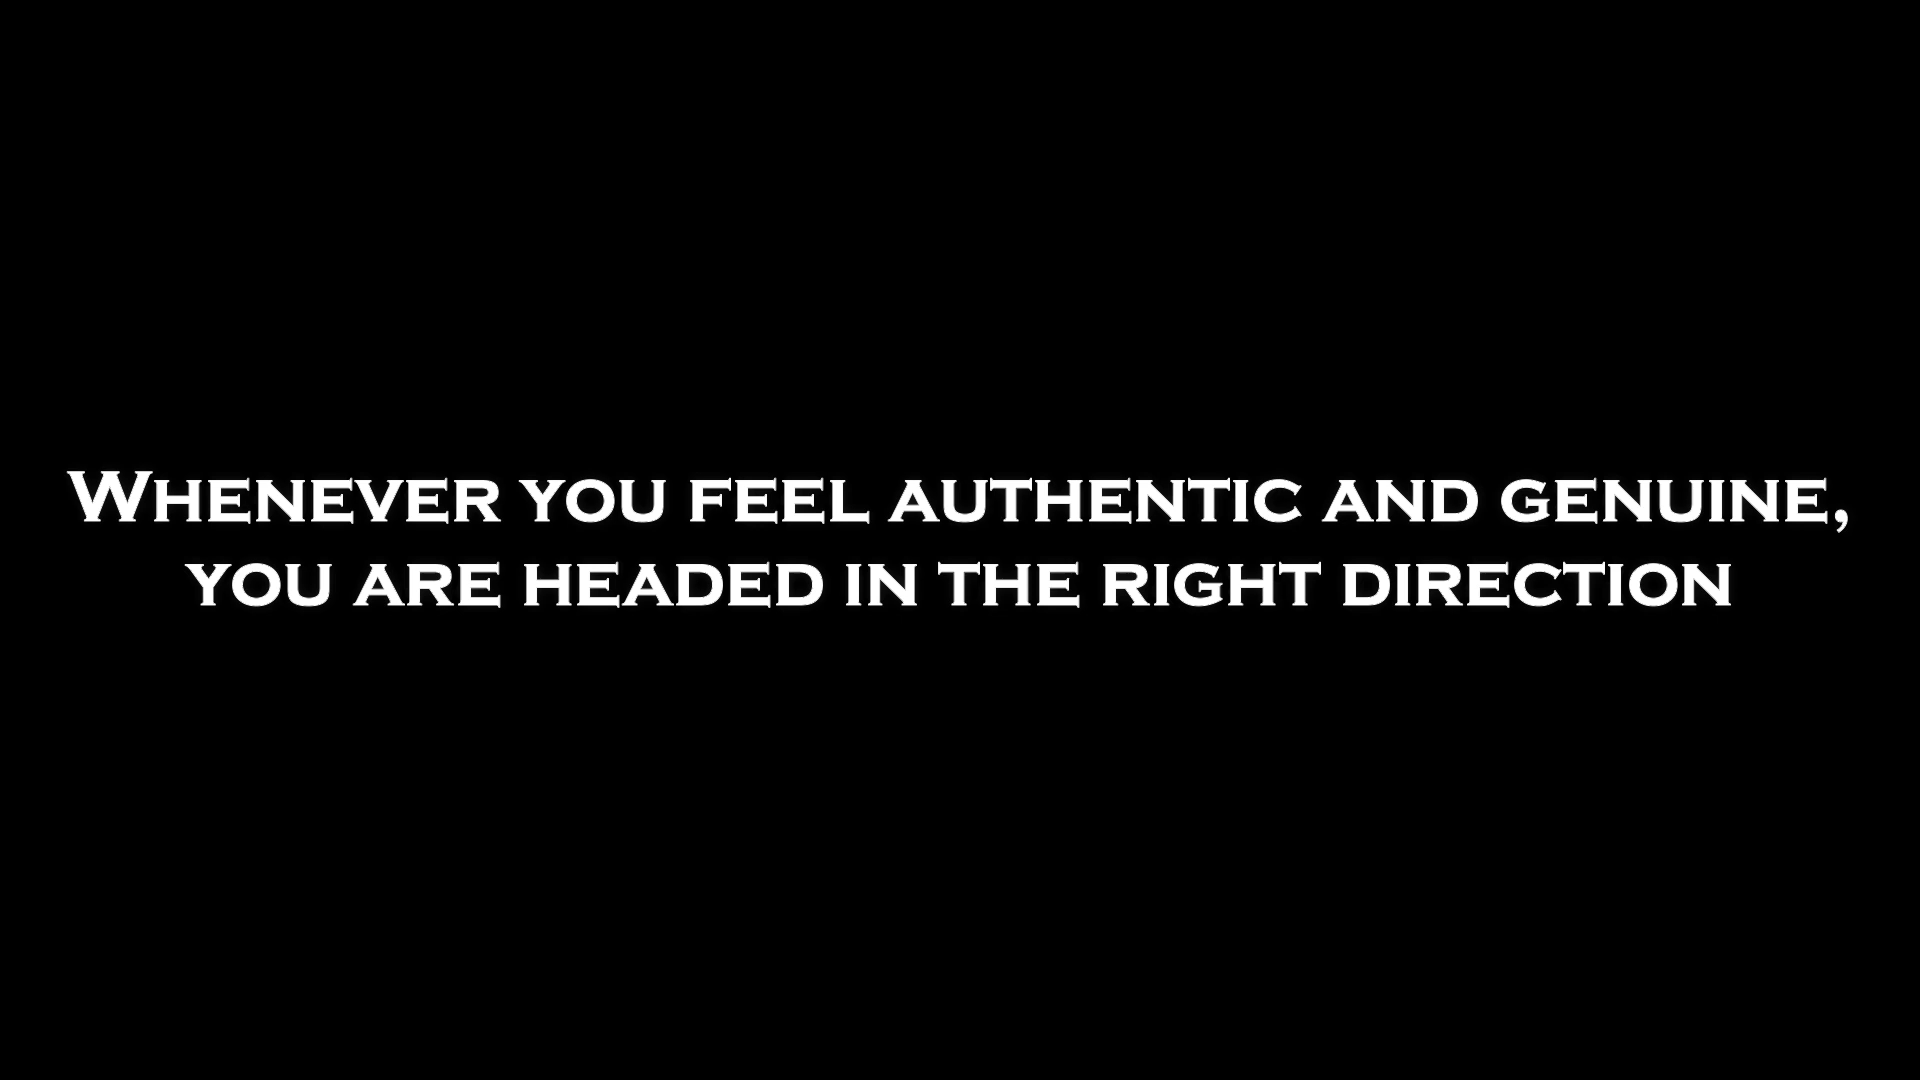 Whenever you feel authentic and genuine,
you are headed in the right direction